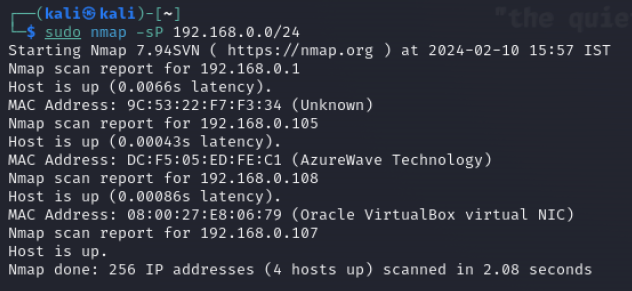 "the quie
┌──(kali㉿kali)-[~]
└─$ sudo nmap -sP 192.168.0.0/24
Starting Nmap 7.94SVN ( https://nmap.org ) at 2024-02-10 15:57 IST
Nmap scan report for 192.168.0.1
Host is up (0.0066s latency).
MAC Address: 9C:53:22:F7:F3:34 (Unknown)
Nmap scan report for 192.168.0.105
Host is up (0.00043s latency).
MAC Address: DC:F5:05:ED:FE:C1 (AzureWave Technology)
Nmap scan report for 192.168.0.108
Host is up (0.00086s latency).
MAC Address: 08:00:27:E8:06:79 (Oracle VirtualBox virtual NIC)
Nmap scan report for 192.168.0.107
Host is up.
Nmap done: 256 IP addresses (4 hosts up) scanned in 2.08 seconds